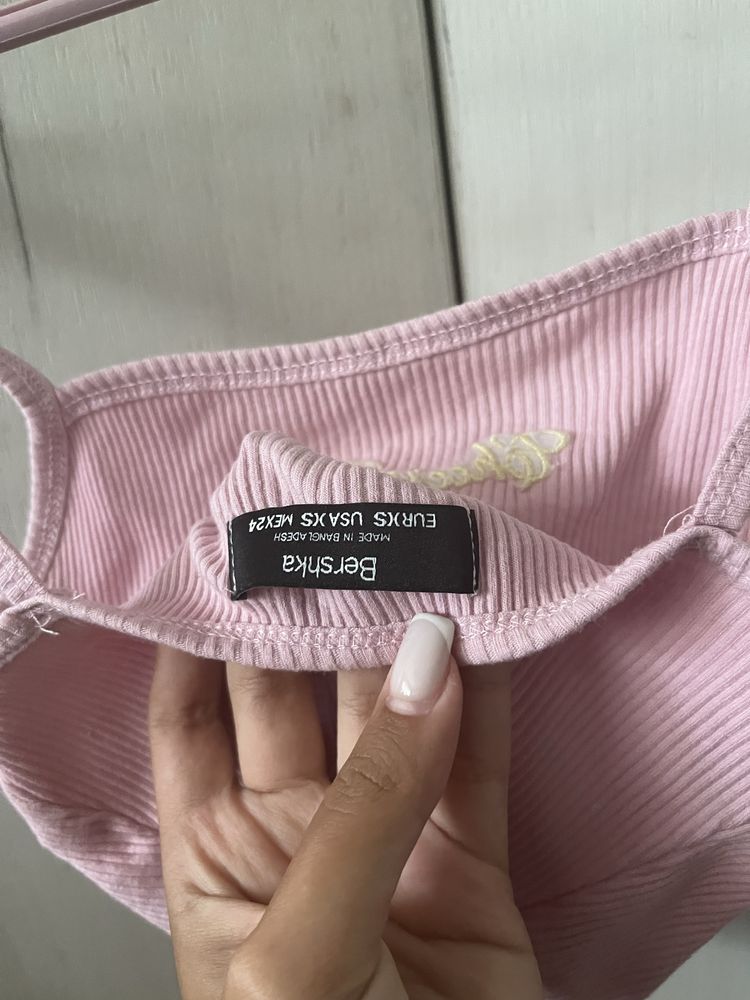 Bershka
MADE IN BANGLADESH
EUR XS USA XS MEX 24